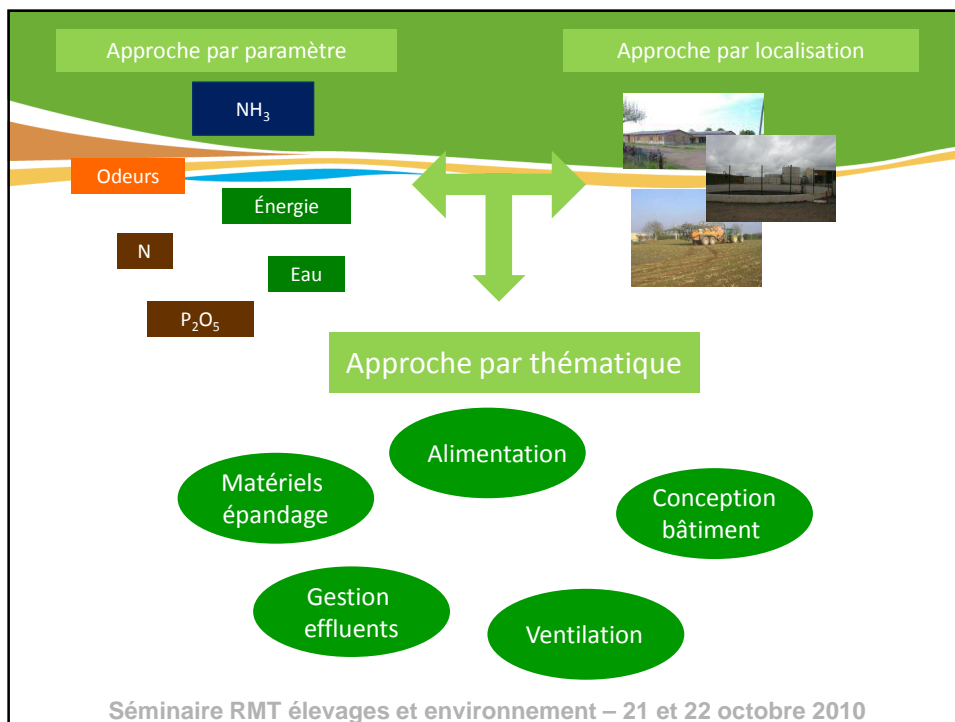 Approche par paramètre
Approche par localisation
NH₃
Odeurs
Énergie
N
Eau
P₂O₅
Approche par thématique
Alimentation
Matériels
épandage
Conception
bâtiment
Gestion
effluents
Ventilation
Séminaire RMT élevages et environnement – 21 et 22 octobre 2010